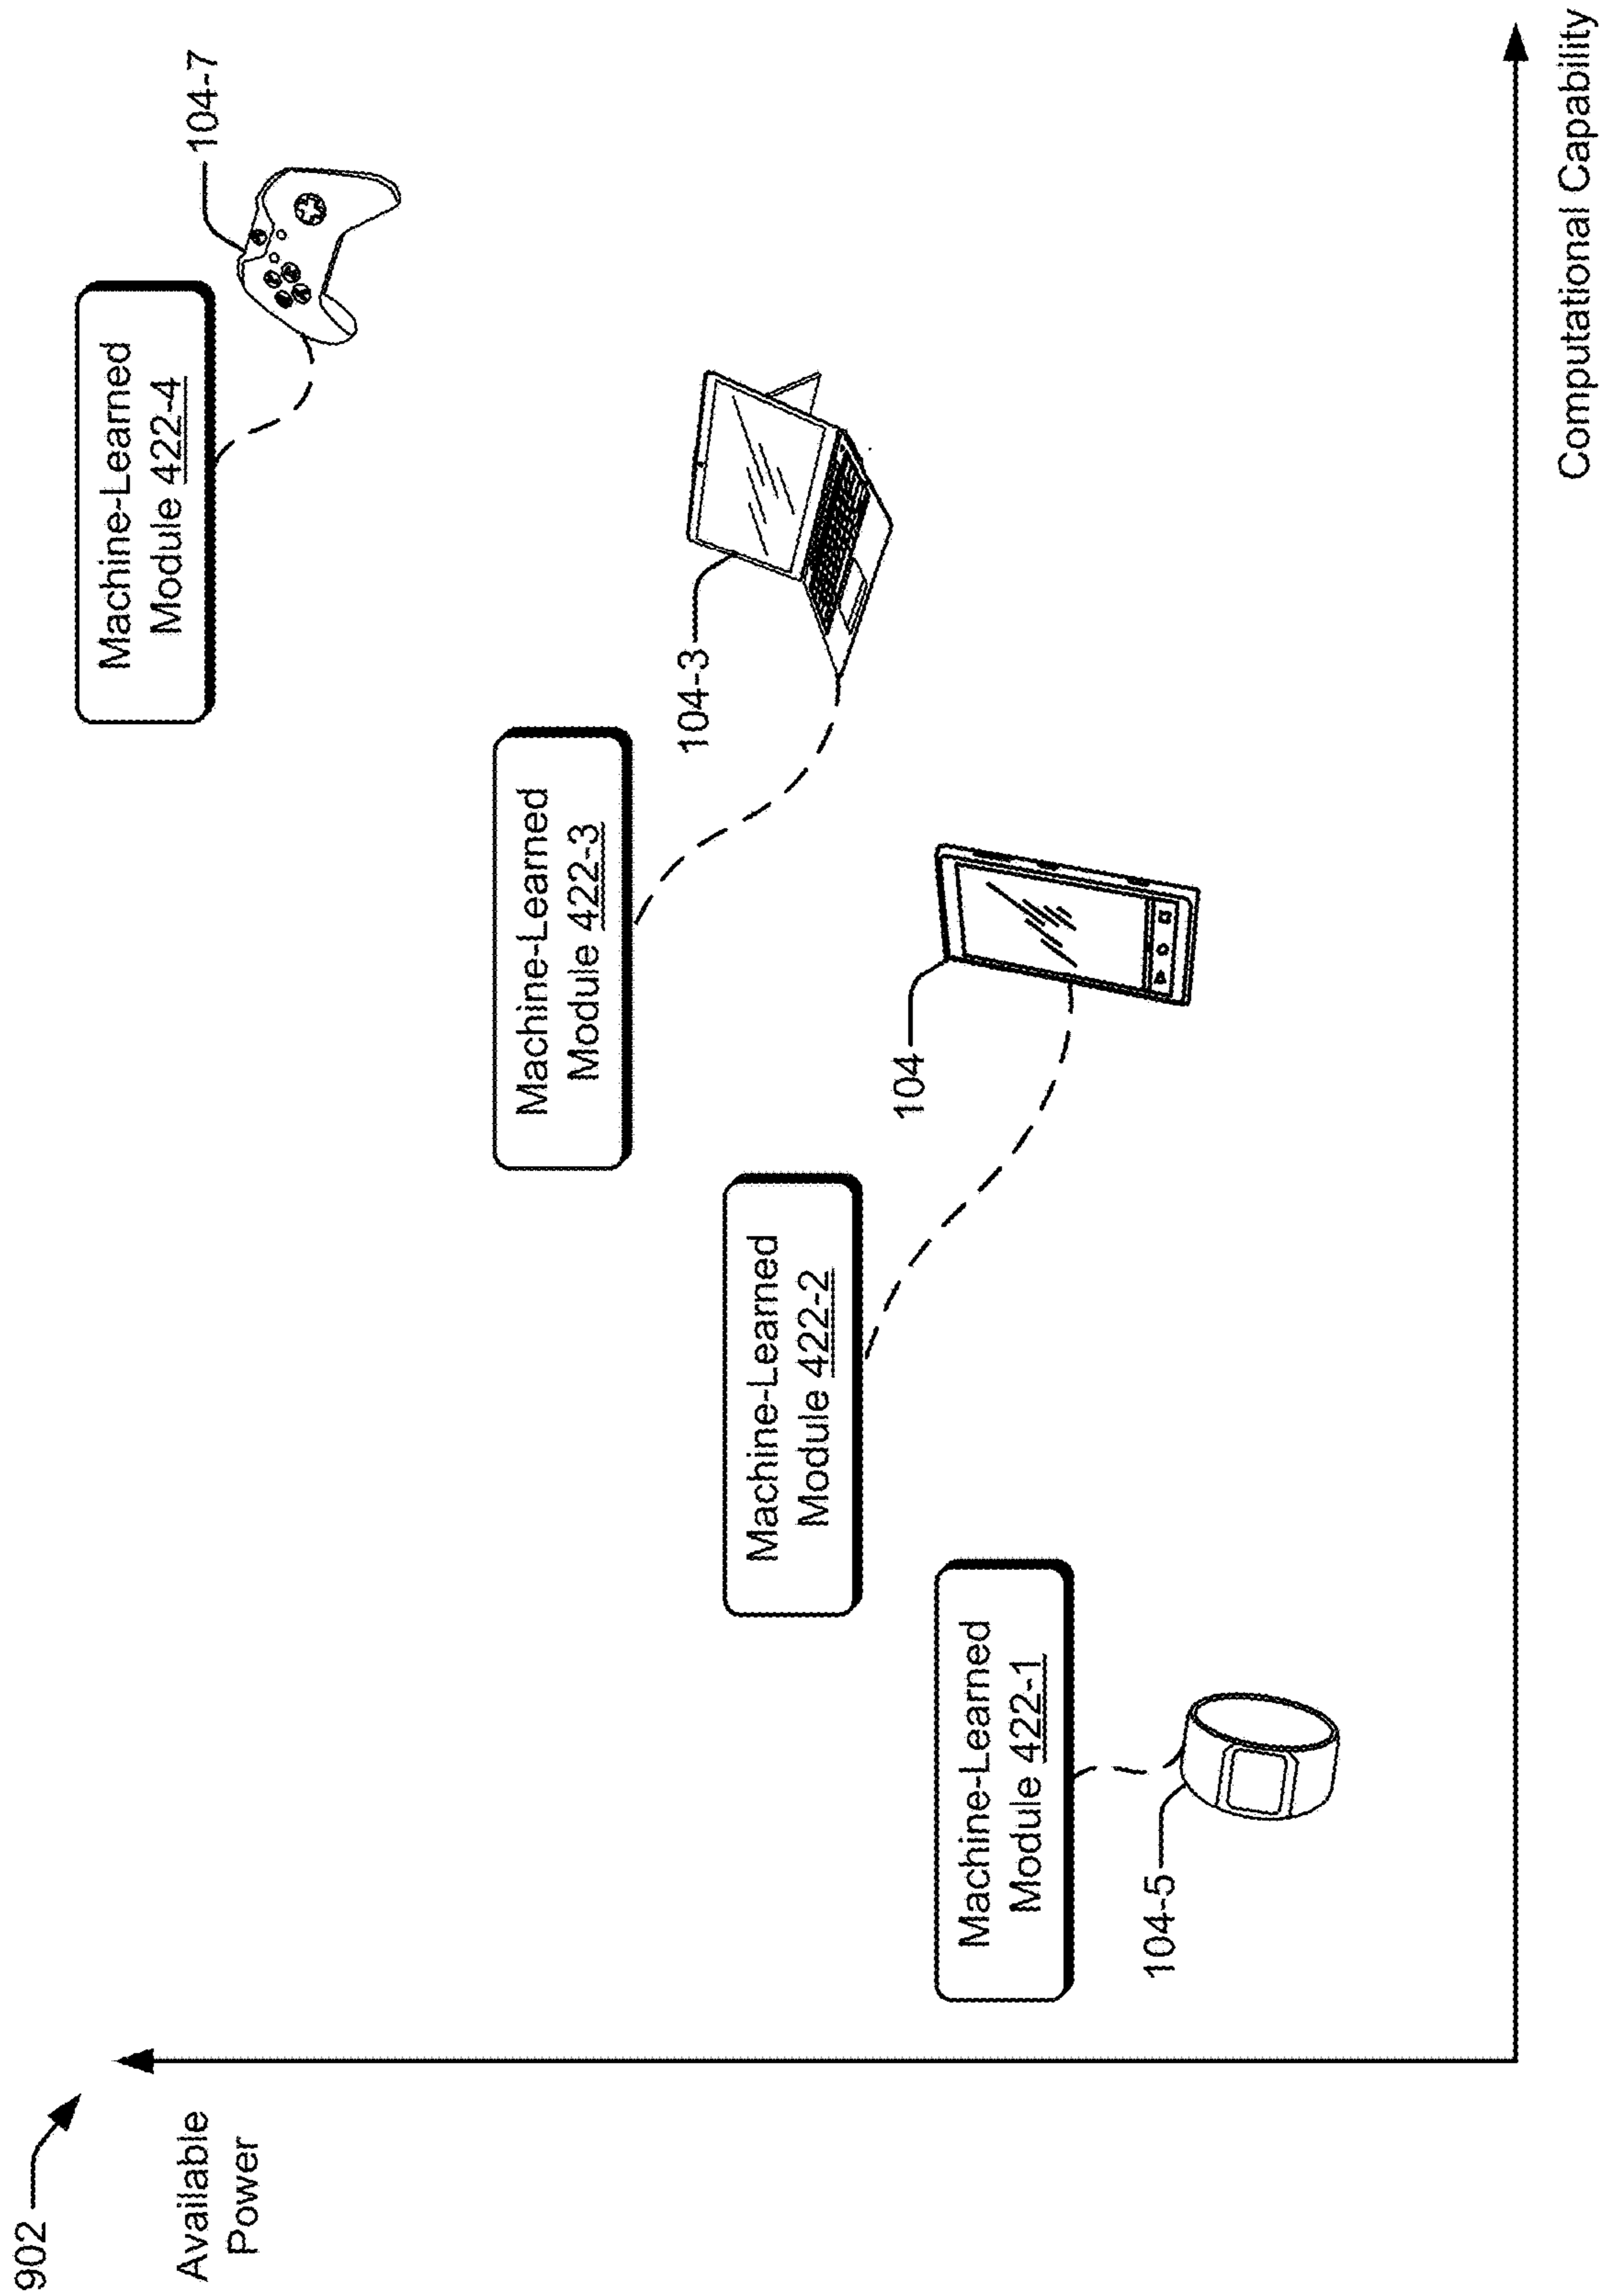 902
Available
Power
Machine-Learned
Module 422-4
104-7
Machine-Learned
Module 422-3
104-3
Machine-Learned
Module 422-2
104
Machine-Learned
Module 422-1
104-5
Computational Capability